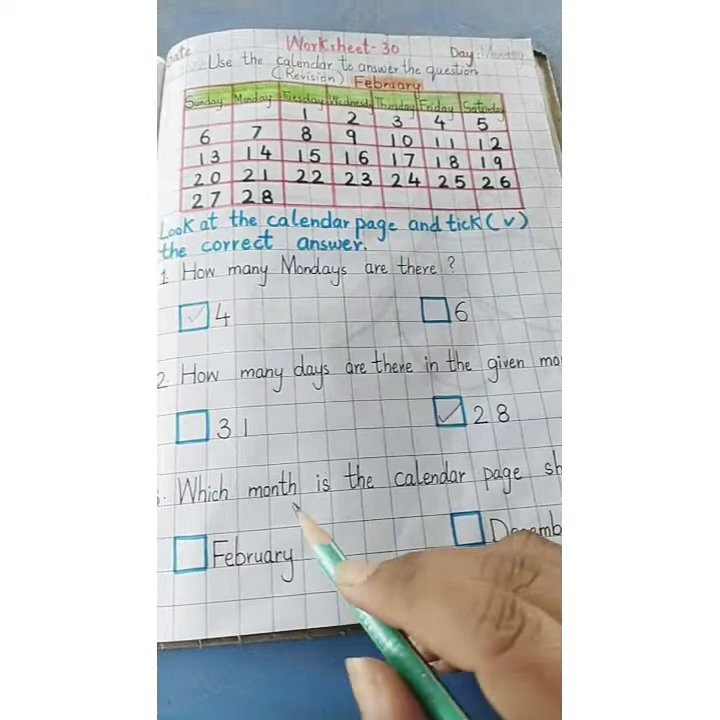 Worksheet-30
Day: Monday
Use the calendar to answer the question
(Revision) February
Sunday Monday Tuesday Wednesd Thursday Friday Saturday
1 2 3 4 5
6 7 8 9 10 11 12
13 14 15 16 17 18 19
20 21 22 23 24 25 26
27 28
Look at the calendar page and tick (v)
the correct answer.
1. How many Mondays are there ?
✓ 4 6
2. How many days are there in the given mo
31 ✓ 28
Which month is the calendar page sh
February Decemb